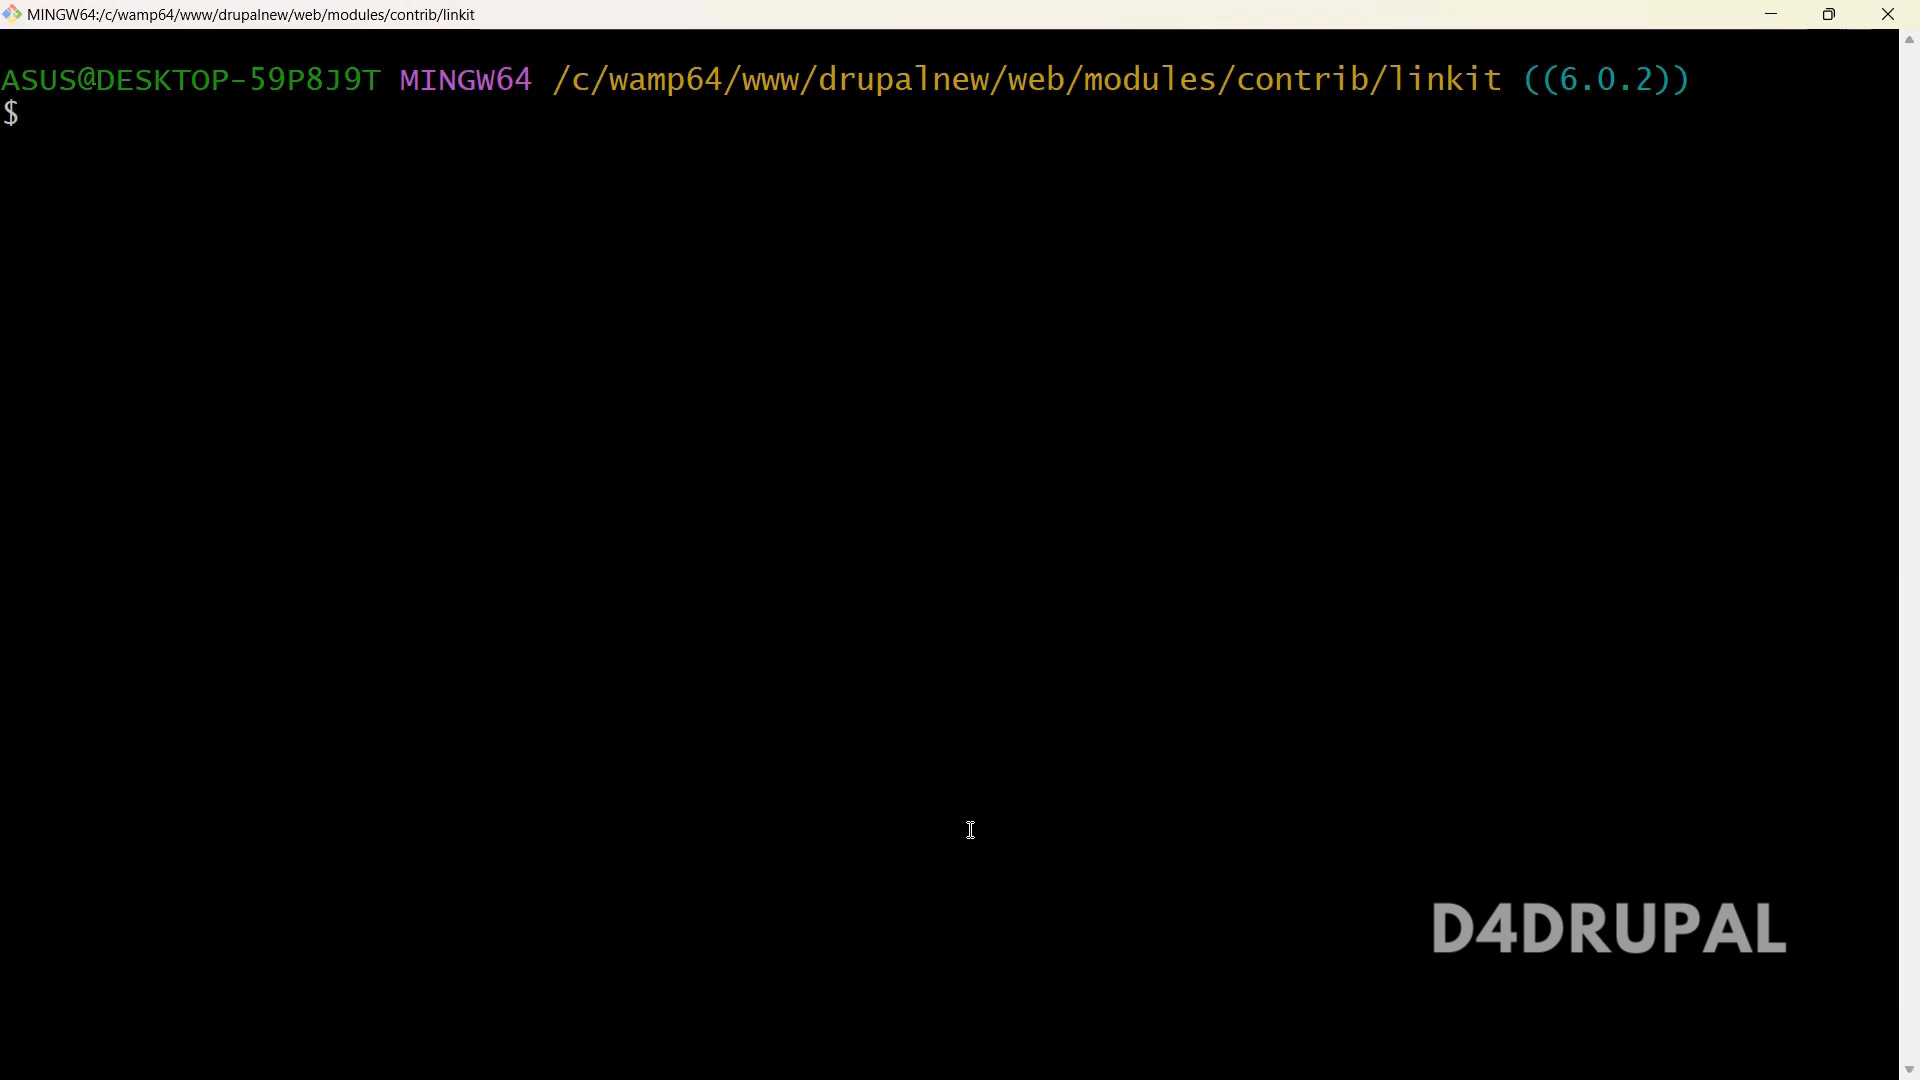 MINGW64:/c/wamp64/www/drupalnew/web/modules/contrib/linkit
ASUS@DESKTOP-59P8J9T MINGW64 /c/wamp64/www/drupalnew/web/modules/contrib/linkit ((6.0.2))
$
D4DRUPAL